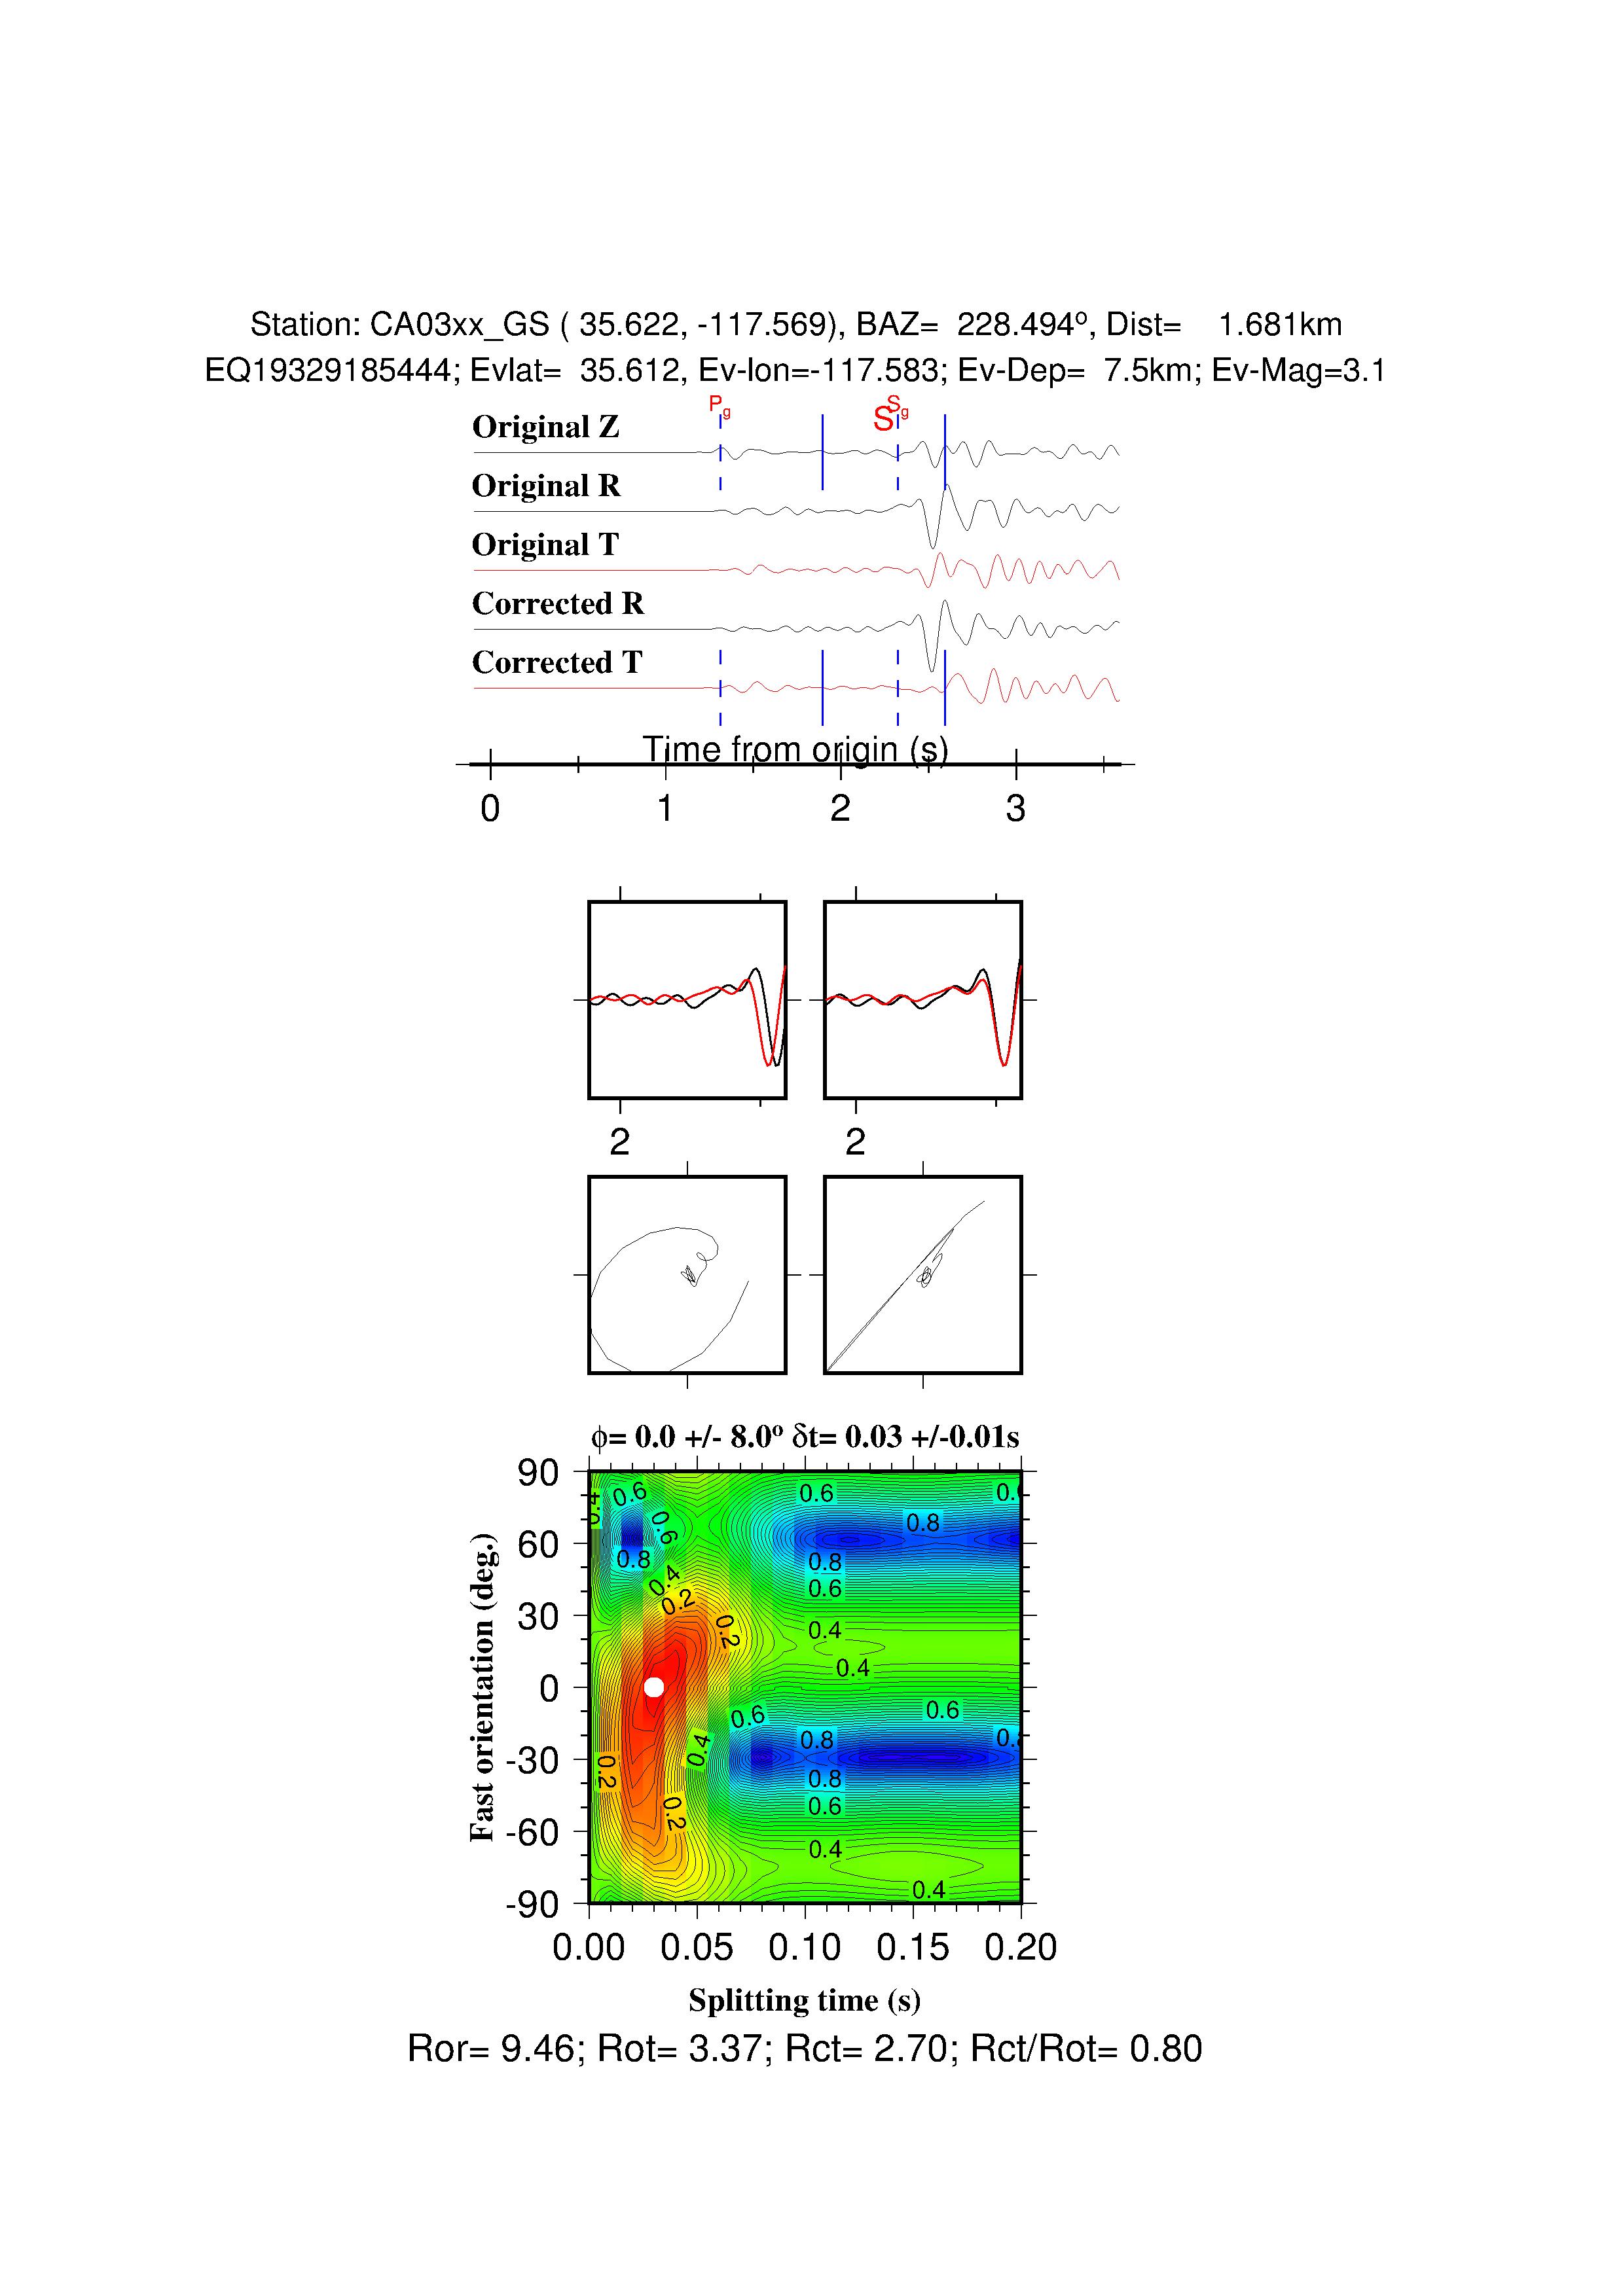 Station: CA03xx_GS ( 35.622, -117.569), BAZ=  228.494º, Dist=    1.681km
EQ19329185444; Evlat=  35.612, Ev-lon=-117.583; Ev-Dep=  7.5km; Ev-Mag=3.1
Pg S Sg
Original Z
Original R
Original T
Corrected R
Corrected T
Time from origin (s)
0 1 2 3
2 2
ϕ= 0.0 +/- 8.0º δt= 0.03 +/-0.01s
Fast orientation (deg.)
90
60
30
0
-30
-60
-90
0.4 0.6 0.6 0.8 0.4 0.2 0.2
0.6 0.8 0.8 0.6 0.4 0.4
0.6 0.6 0.8 0.8 0.6 0.4 0.4
0.2 0.4 0.2
0.00 0.05 0.10 0.15 0.20
Splitting time (s)
Ror= 9.46; Rot= 3.37; Rct= 2.70; Rct/Rot= 0.80